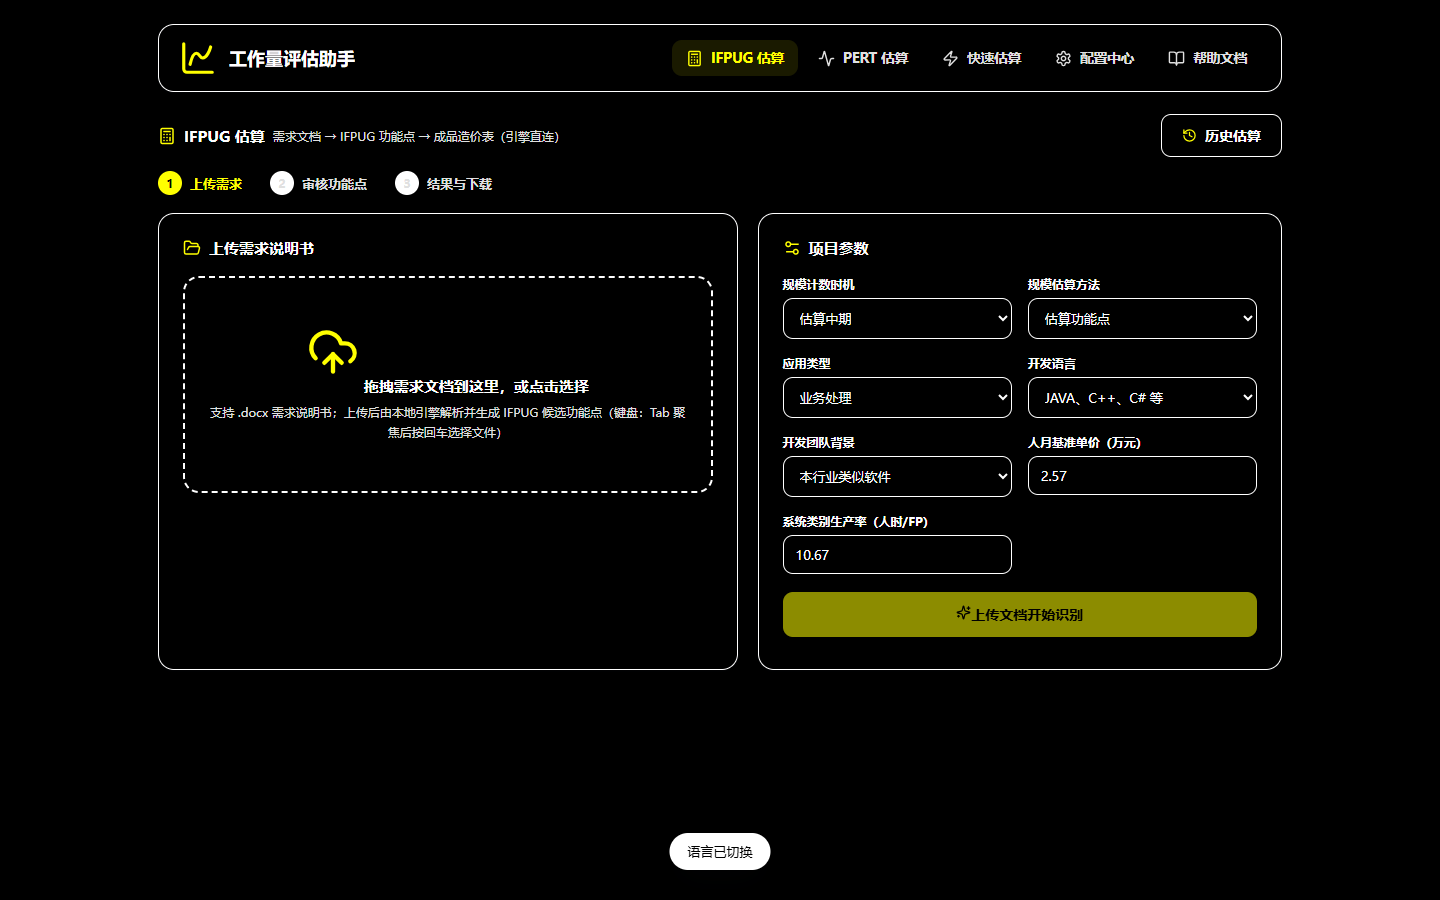 工作量评估助手
IFPUG 估算
PERT 估算
快速估算
配置中心
帮助文档
IFPUG 估算 需求文档 → IFPUG 功能点 → 成品造价表（引擎直连）
历史估算
1 上传需求
2 审核功能点
3 结果与下载
上传需求说明书
拖拽需求文档到这里，或点击选择
支持 .docx 需求说明书；上传后由本地引擎解析并生成 IFPUG 候选功能点（键盘：Tab 聚
焦后按回车选择文件）
项目参数
规模计数时机
估算中期
规模估算方法
估算功能点
应用类型
业务处理
开发语言
JAVA、C++、C# 等
开发团队背景
本行业类似软件
人月基准单价（万元）
2.57
系统类别生产率（人时/FP）
10.67
上传文档开始识别
语言已切换